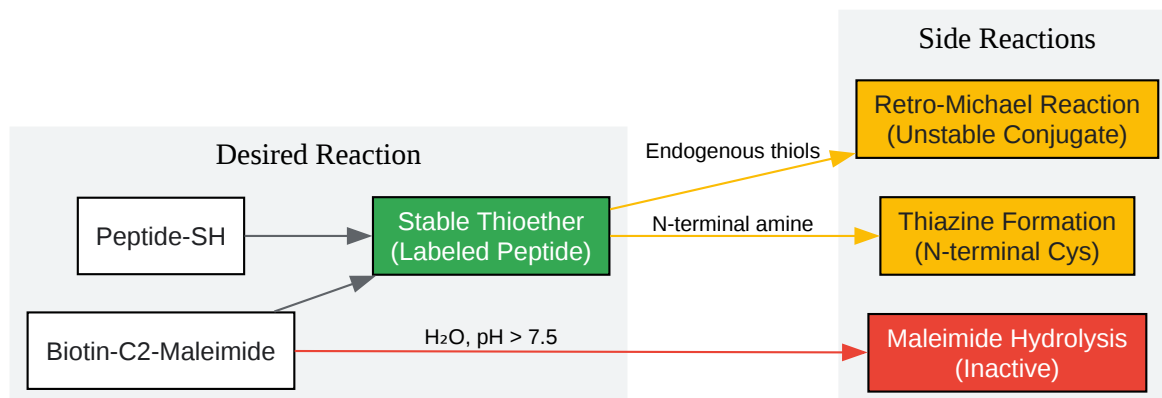 Desired Reaction
Peptide-SH
Biotin-C2-Maleimide
Stable Thioether
(Labeled Peptide)
Endogenous thiols
N-terminal amine
H₂O, pH > 7.5
Side Reactions
Retro-Michael Reaction
(Unstable Conjugate)
Thiazine Formation
(N-terminal Cys)
Maleimide Hydrolysis
(Inactive)